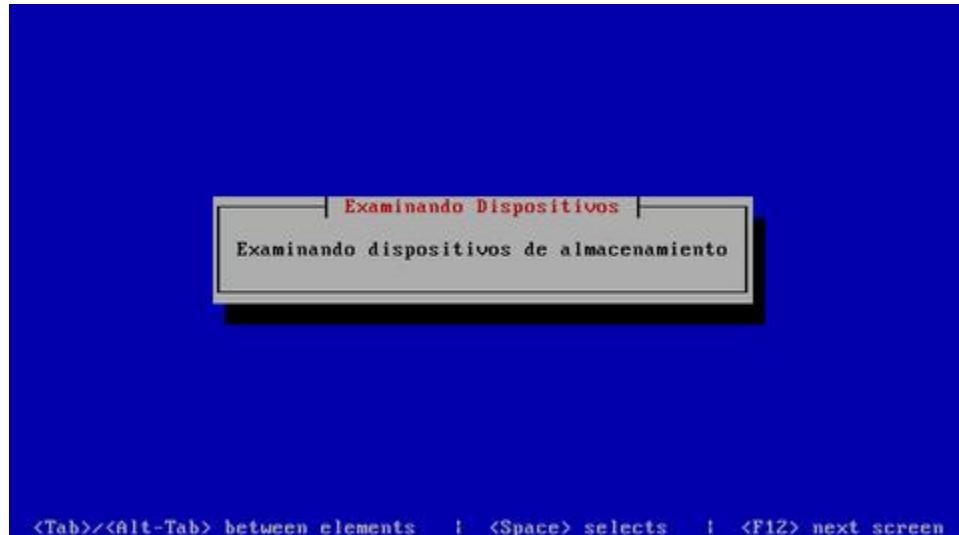 Examinando Dispositivos
Examinando dispositivos de almacenamiento
<Tab>/<Alt-Tab> between elements | <Space> selects | <F12> next screen